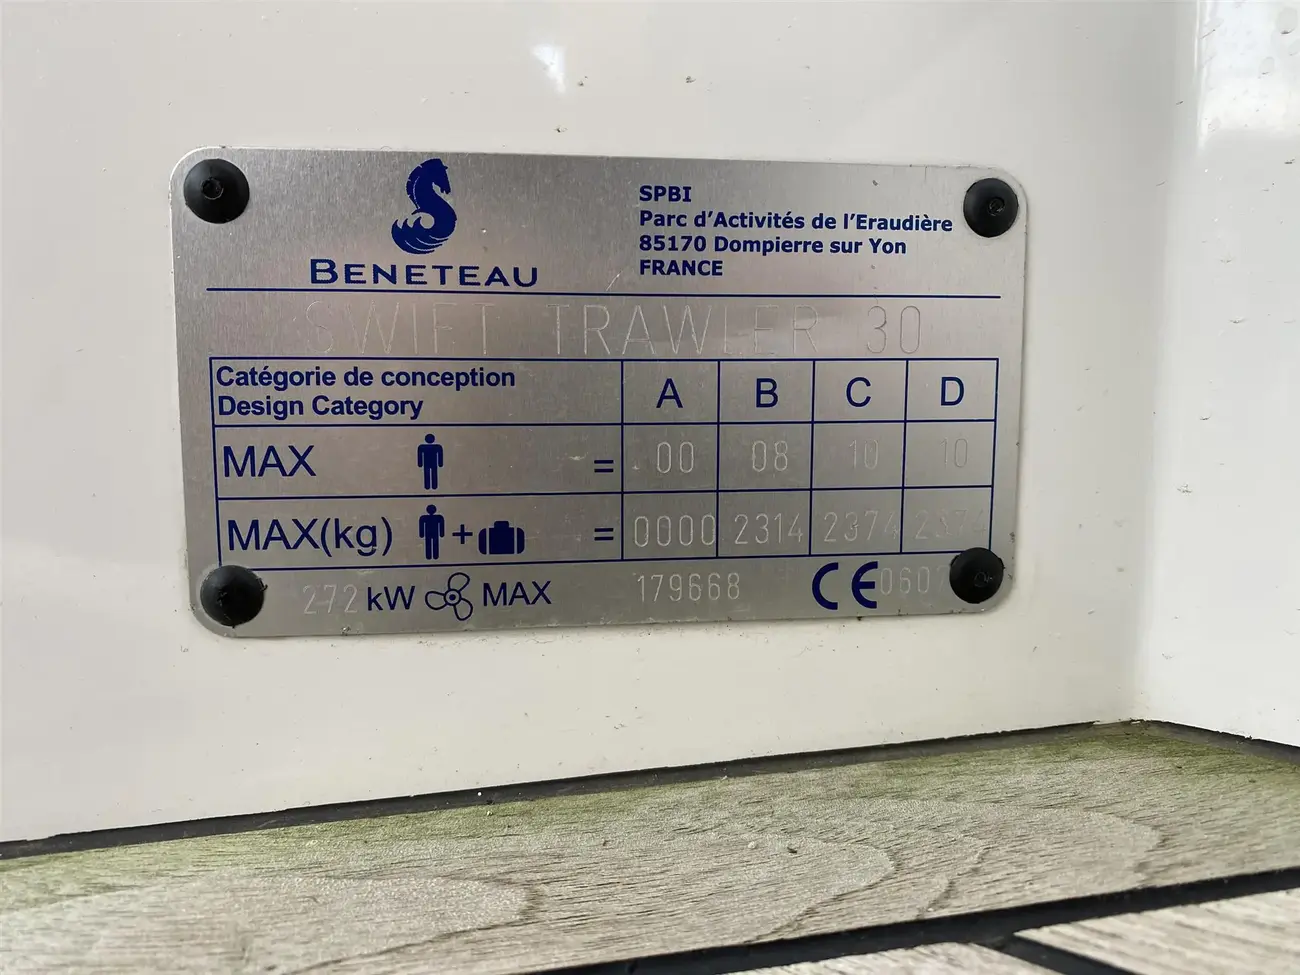 BENETEAU
SPBI
Parc d'Activités de l'Eraudière
85170 Dompierre sur Yon
FRANCE
SWIFT TRAWLER 30
Catégorie de conception
Design Category A B C D
MAX = 00 08 10 10
MAX(kg) + = 0000 2314 2374 2374
272 kW MAX 179668 CE